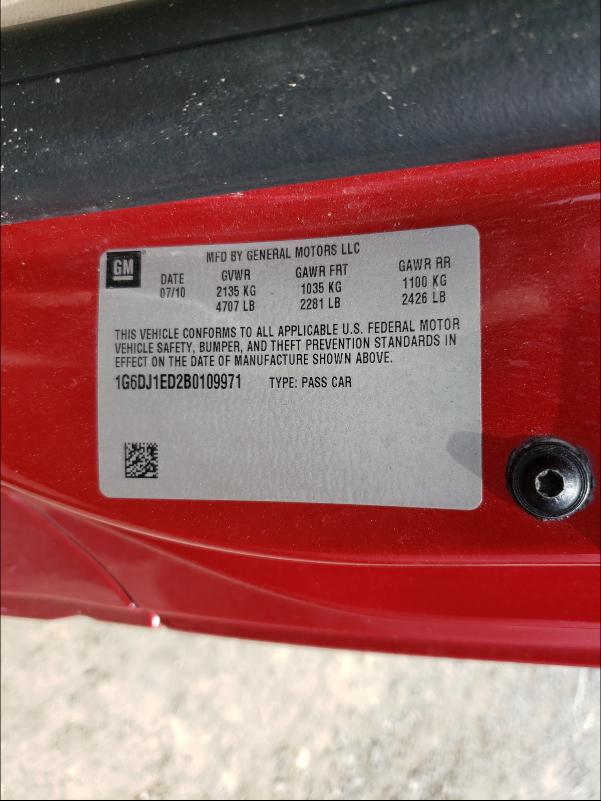 GM
MFD BY GENERAL MOTORS LLC
DATE GVWR GAWR FRT GAWR RR
07/10 2135 KG 1035 KG 1100 KG
4707 LB 2281 LB 2426 LB
THIS VEHICLE CONFORMS TO ALL APPLICABLE U.S. FEDERAL MOTOR
VEHICLE SAFETY, BUMPER, AND THEFT PREVENTION STANDARDS IN
EFFECT ON THE DATE OF MANUFACTURE SHOWN ABOVE.
1G6DJ1ED2B0109971 TYPE: PASS CAR